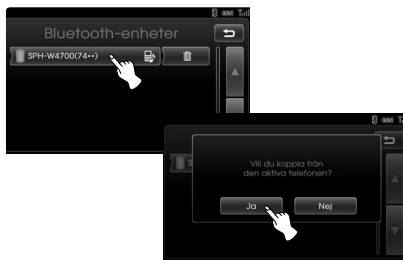 Bluetooth-enheter
SPH-W4700(74**)
Vill du koppla från
den aktiva telefonen?
Ja
Nej